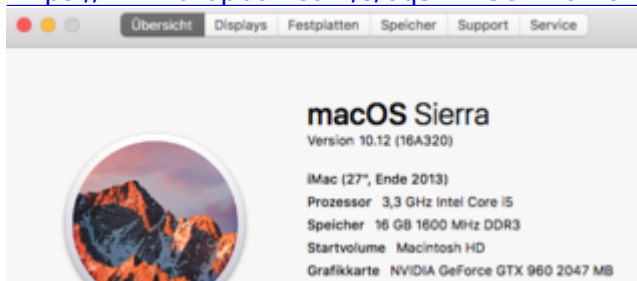 Übersicht Displays Festplatten Speicher Support Service
macOS Sierra
Version 10.12 (16A320)
iMac (27", Ende 2013)
Prozessor 3,3 GHz Intel Core i5
Speicher 16 GB 1600 MHz DDR3
Startvolume Macintosh HD
Grafikkarte NVIDIA GeForce GTX 960 2047 MB